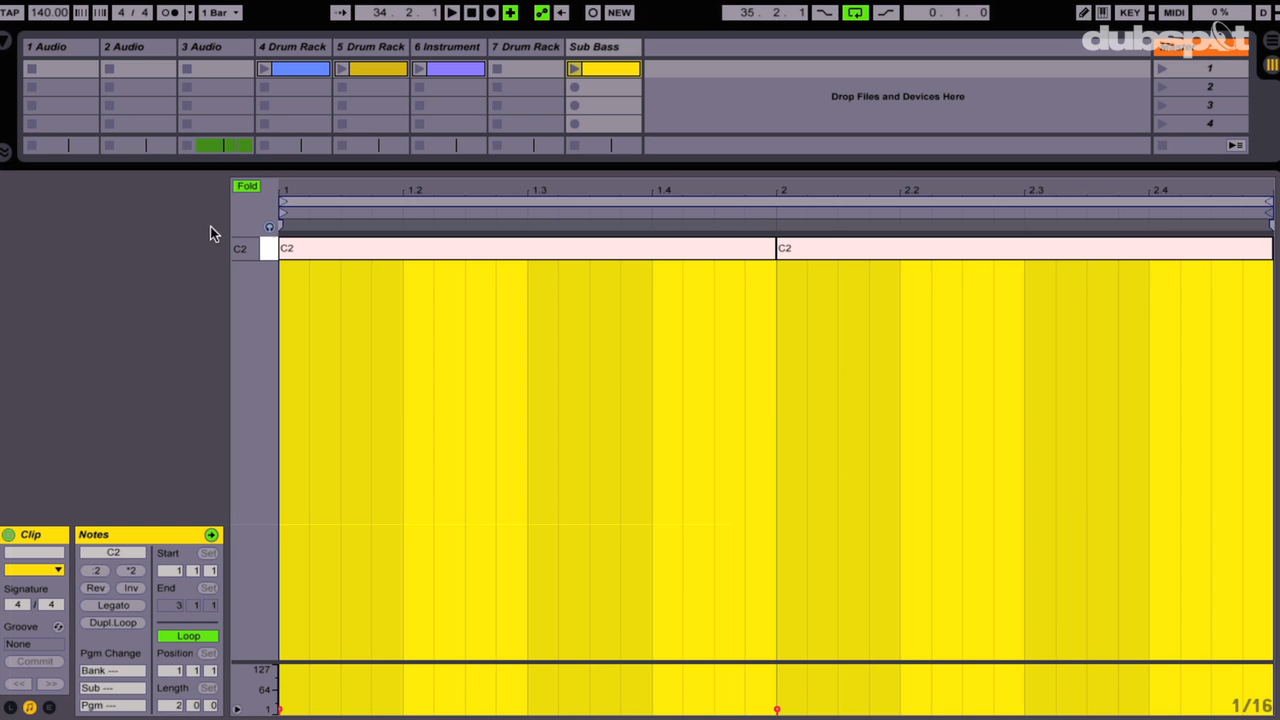 TAP 140.00 4 / 4 1 Bar 34. 2. 1 NEW 35. 2. 1 0. 1. 0 KEY MIDI 0 % D
dubspot
1 Audio 2 Audio 3 Audio 4 Drum Rack 5 Drum Rack 6 Instrument 7 Drum Rack Sub Bass
1
2
Drop Files and Devices Here
3
4
Fold 1 1.2 1.3 1.4 2 2.2 2.3 2.4
C2 C2 C2
Clip Notes
C2 Start Set
:2 *2 1 1 1
Signature Rev Inv End Set
4 / 4 Legato 3 1 1
Groove Dupl.Loop
None Loop
Commit Pgm Change Position Set
Bank --- 1 1 1
<< >> Sub --- Length Set
L E Pgm --- 2 0 0
127
64
1
1/16